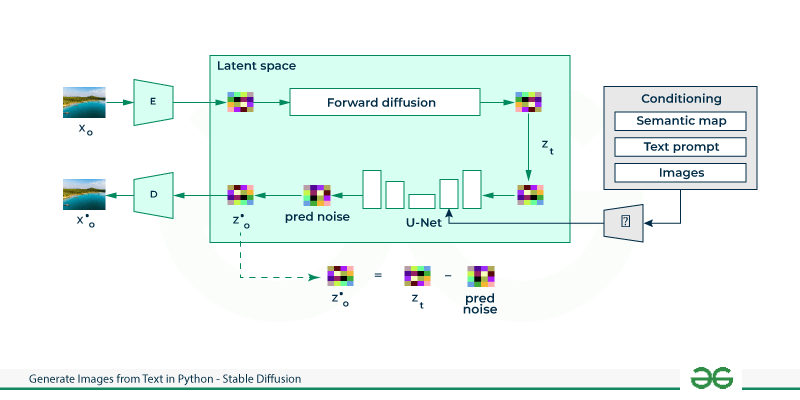 Latent space
E
Forward diffusion
x o
z t
Conditioning
Semantic map
Text prompt
Images
D
z • o
pred noise
U-Net
x • o
z • o
=
z t
–
pred
noise
Generate Images from Text in Python - Stable Diffusion